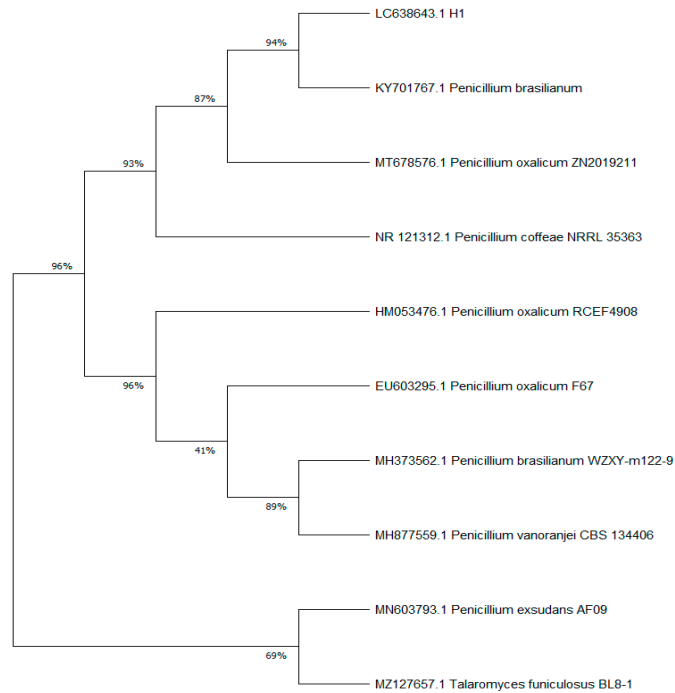 LC638643.1 H1
94%
KY701767.1 Penicillium brasilianum
87%
MT678576.1 Penicillium oxalicum ZN2019211
93%
NR 121312.1 Penicillium coffeae NRRL 35363
96%
HM053476.1 Penicillium oxalicum RCEF4908
96%
EU603295.1 Penicillium oxalicum F67
41%
MH373562.1 Penicillium brasilianum WZXY-m122-9
89%
MH877559.1 Penicillium vanoranjei CBS 134406
MN603793.1 Penicillium exsudans AF09
69%
MZ127657.1 Talaromyces funiculosus BL8-1